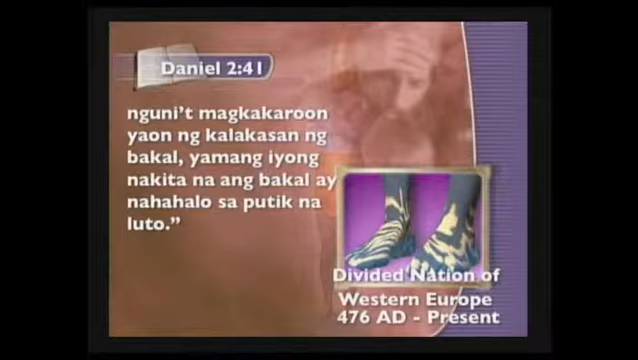 Daniel 2:41
nguni't magkakaroon
yaon ng kalakasan ng
bakal, yamang iyong
nakita na ang bakal ay
nahahalo sa putik na
luto."
Divided Nation of
Western Europe
476 AD - Present